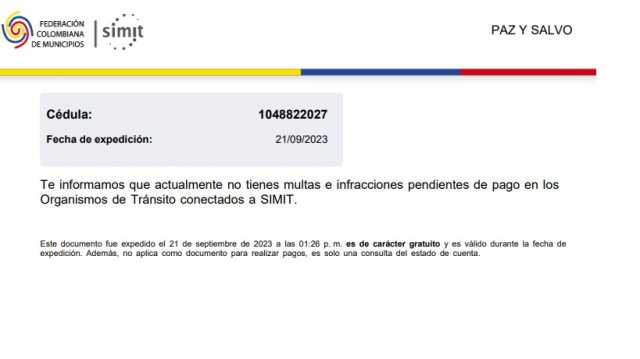 FEDERACIÓN
COLOMBIANA
DE MUNICIPIOS
simit
PAZ Y SALVO
Cédula: 1048822027
Fecha de expedición: 21/09/2023
Te informamos que actualmente no tienes multas e infracciones pendientes de pago en los
Organismos de Tránsito conectados a SIMIT.
Este documento fue expedido el 21 de septiembre de 2023 a las 01:26 p. m. es de carácter gratuito y es válido durante la fecha de
expedición. Además, no aplica como documento para realizar pagos, es solo una consulta del estado de cuenta.